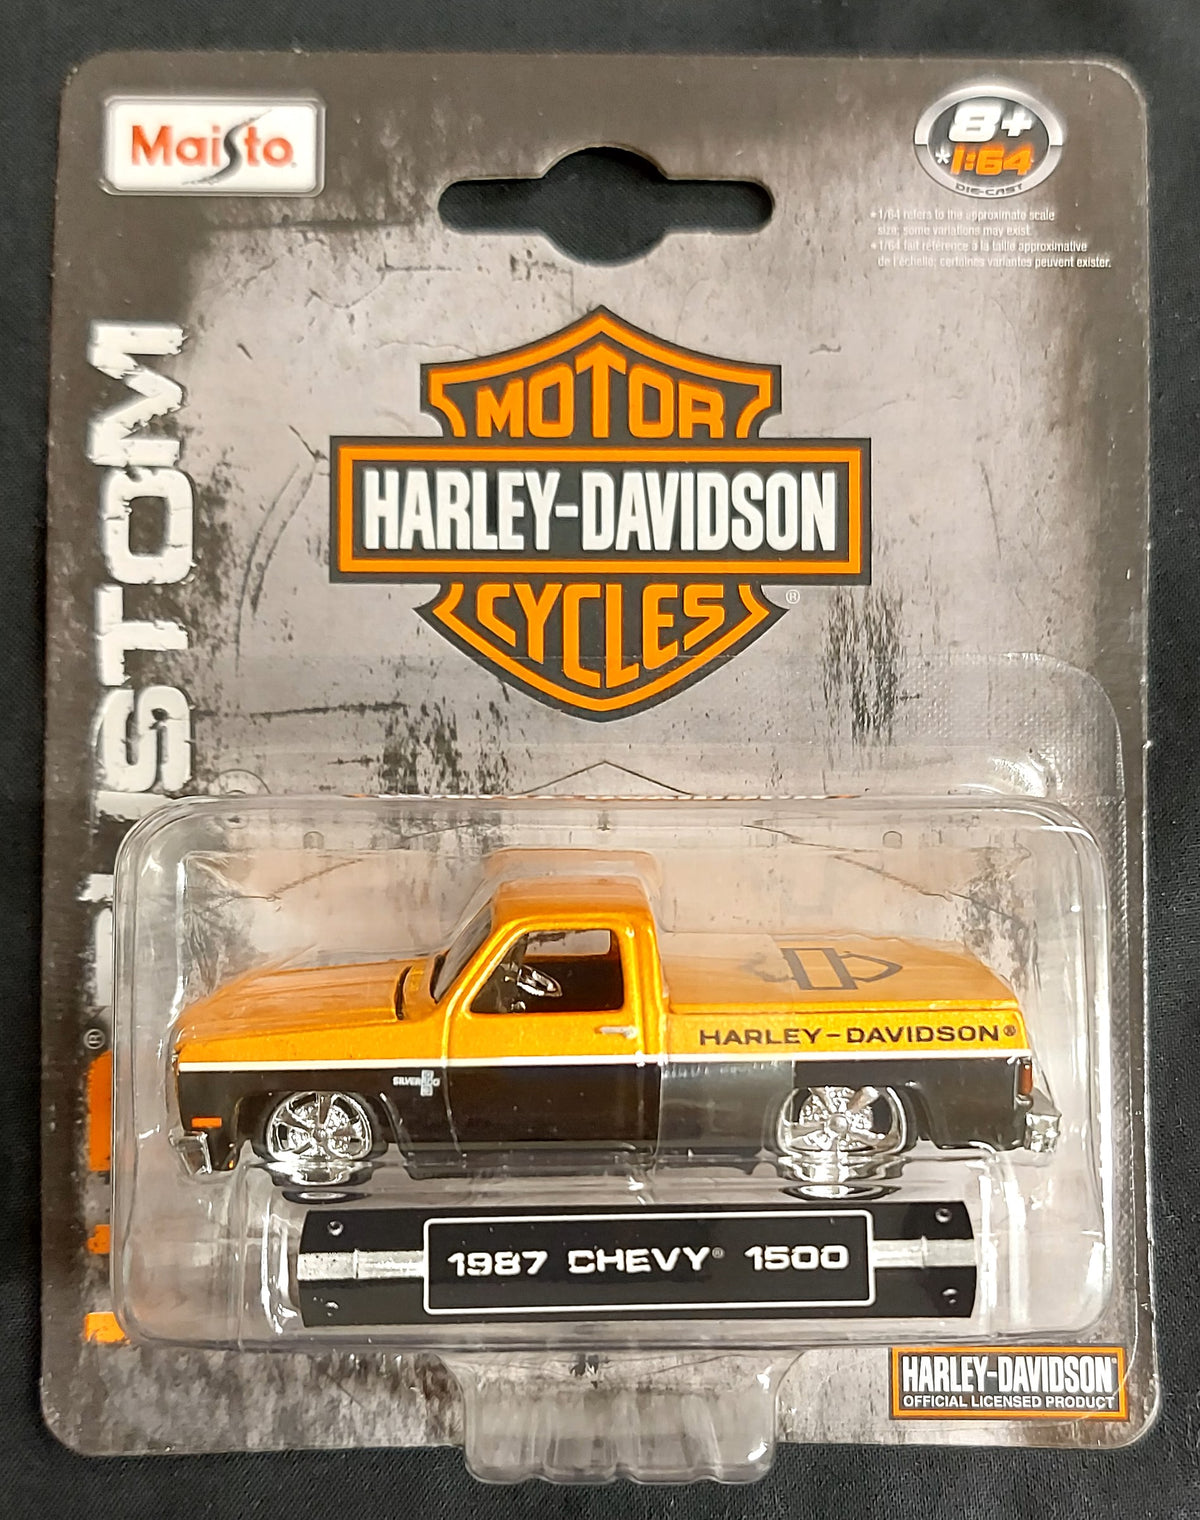 Maisto
8+
*1:64
DIE-CAST
*1/64 refers to the approximate scale
size; some variations may exist.
*1/64 fait référence à la taille approximative
de l'échelle; certaines variantes peuvent exister.
MOTOR
HARLEY-DAVIDSON
CYCLES
®
CUSTOM
®
HARLEY-DAVIDSON®
SILVERADO
1987 CHEVY® 1500
HARLEY-DAVIDSON
OFFICIAL LICENSED PRODUCT